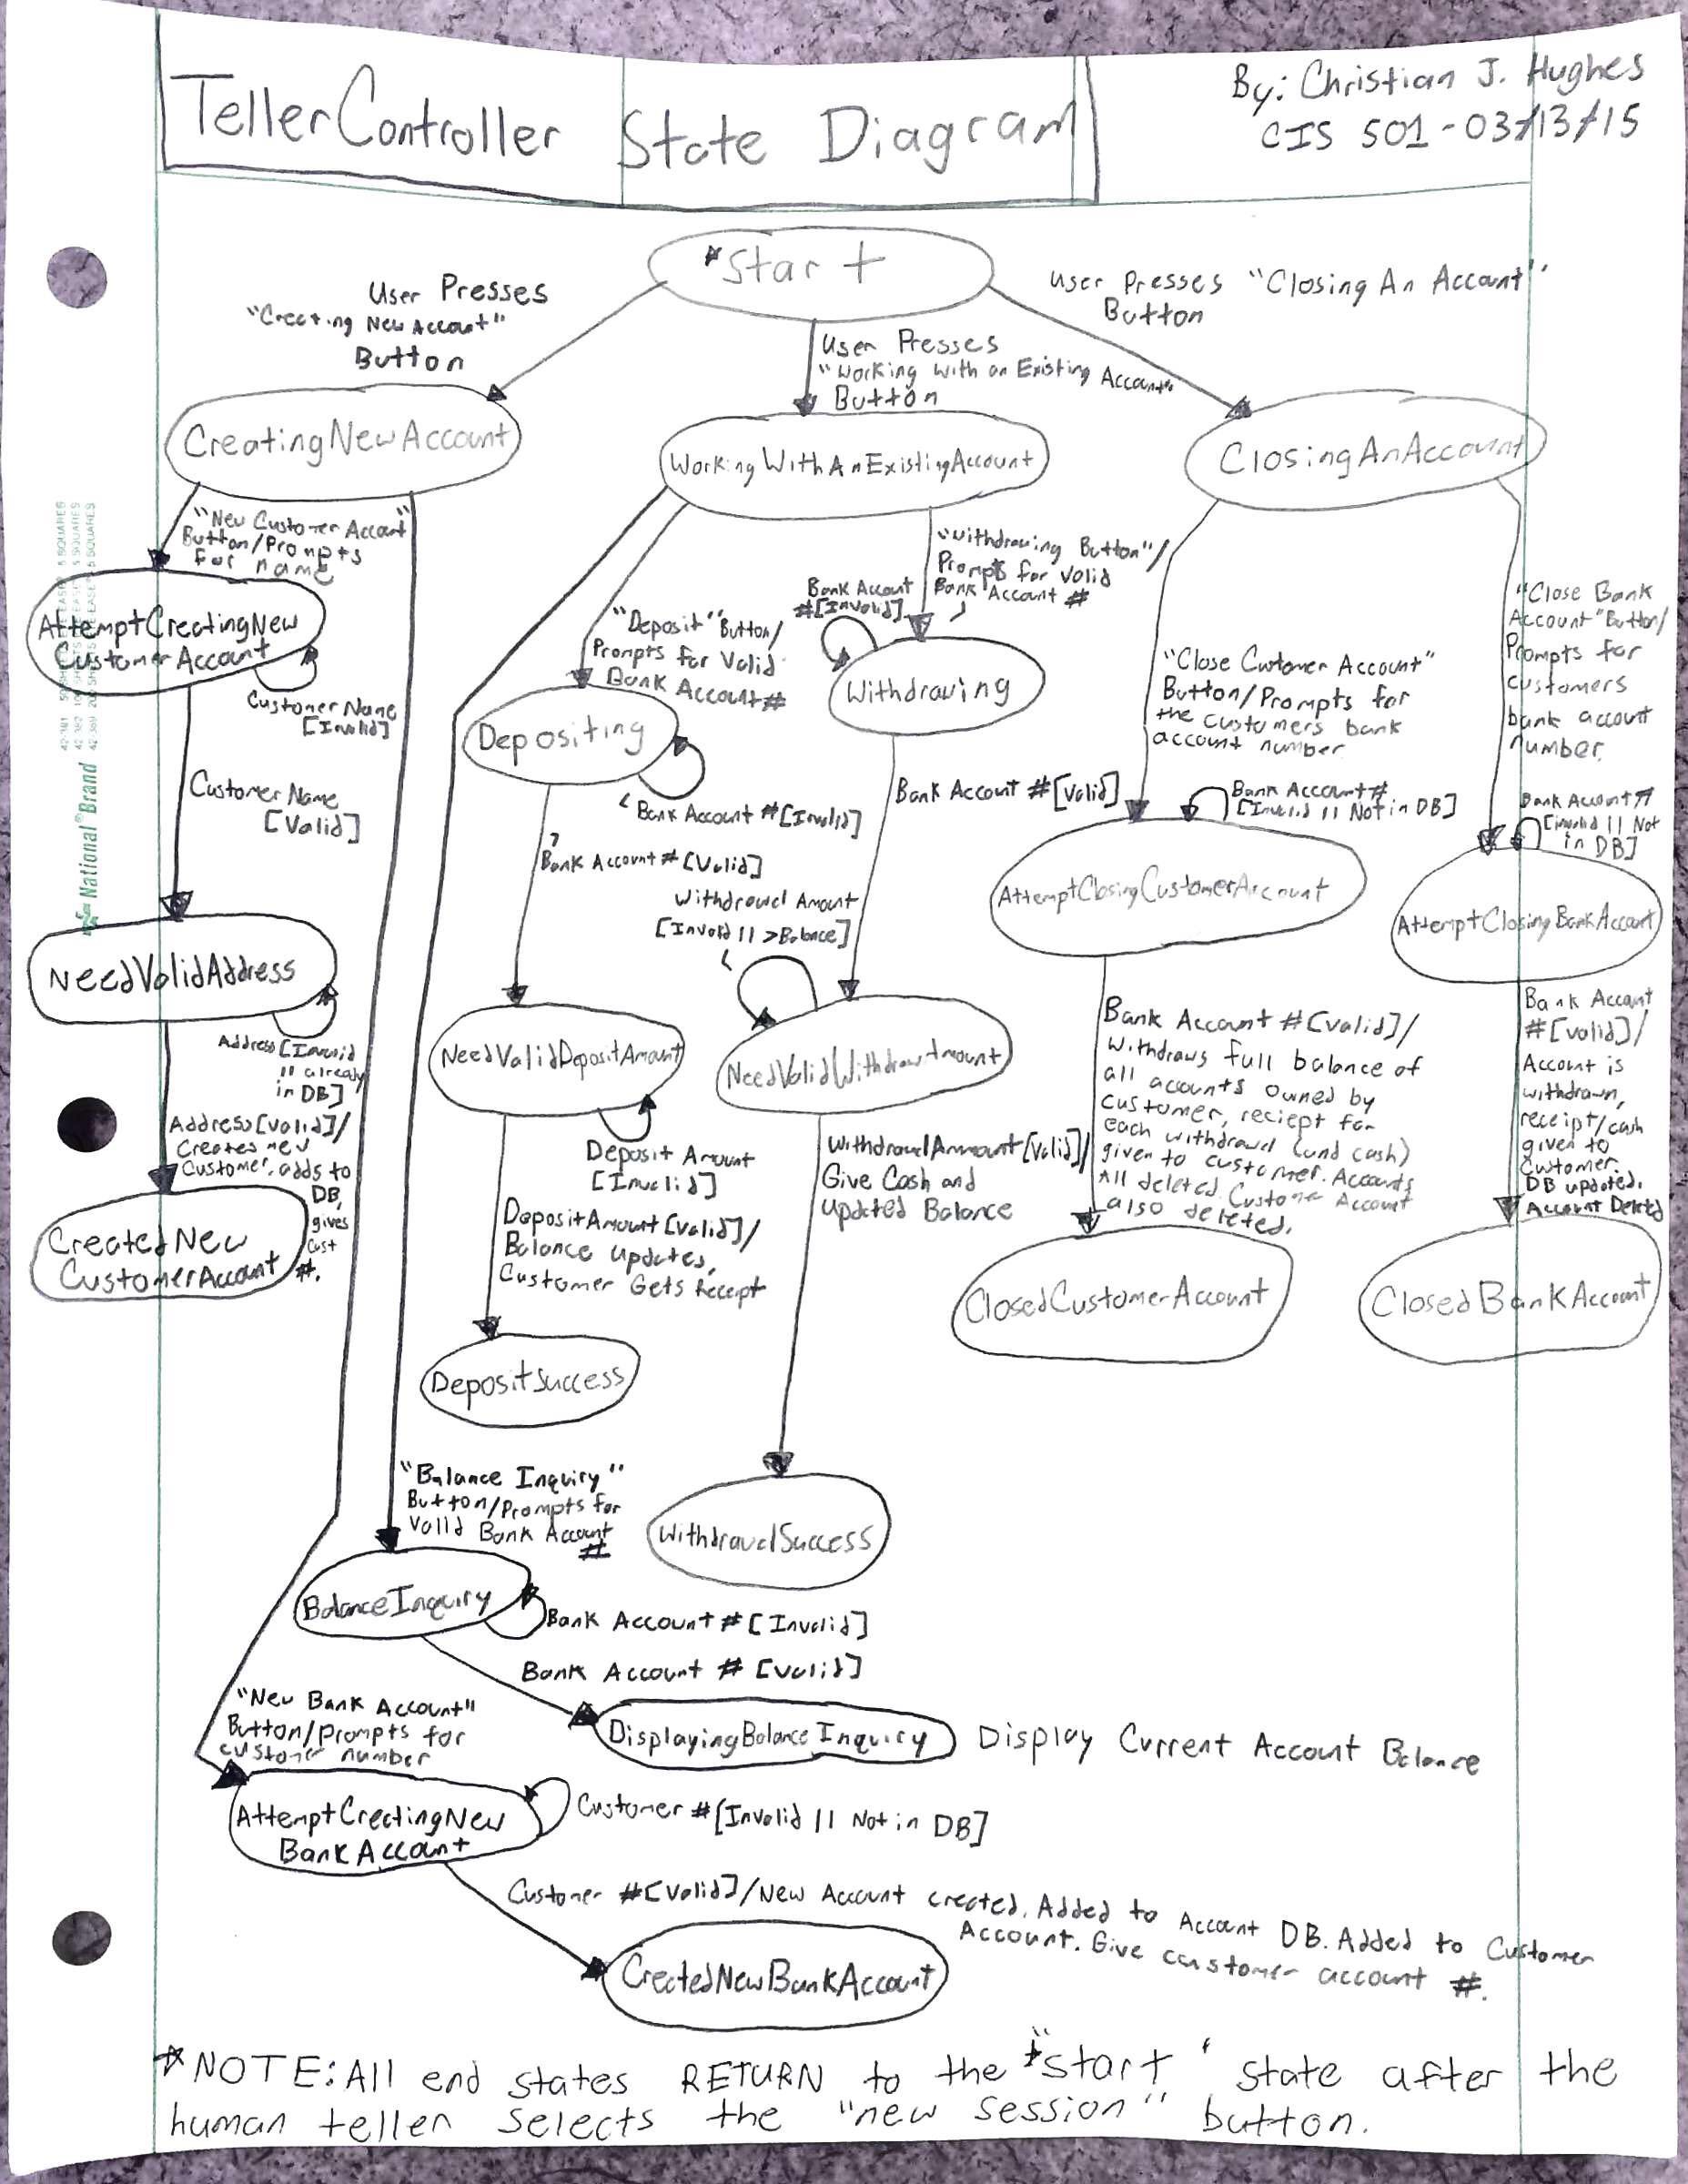 TellerController State Diagram
By: Christian J. Hughes
CIS 501 - 03/13/15
*Start
User Presses
"Creating New Account"
Button
User Presses
"Working with an Existing Account"
Button
User Presses "Closing An Account"
Button
CreatingNewAccount
WorkingWithAnExistingAccount
ClosingAnAccount
"New Customer Account"
Button/Prompts
for name
AttemptCreatingNew
CustomerAccount
Customer Name
[Invalid]
Customer Name
[Valid]
NeedValidAddress
Address [Invalid
|| already
in DB]
Address [Valid]/
Creates new
Customer, adds to
DB,
gives
Cust
#.
CreatedNew
CustomerAccount
National Brand
"Deposit" Button/
Prompts for Valid
Bank Account #
Depositing
Bank Account # [Invalid]
Bank Account # [Valid]
NeedValidDepositAmount
Deposit Amount
[Invalid]
Deposit Amount [Valid]/
Balance updates,
Customer Gets Receipt
DepositSuccess
"Withdrawing Button"/
Prompts for Valid
Bank Account #
Bank Account
#[Invalid]
Withdrawing
Bank Account # [Valid]
Withdrawal Amount
[Invalid || >Balance]
NeedValidWithdrawAmount
Withdrawal Ammount [Valid]/
Give Cash and
updated Balance
WithdrawalSuccess
"Close Customer Account"
Button/Prompts for
the customers bank
account number
Bank Account #
[Invalid || Not in DB]
AttemptClosingCustomerAccount
Bank Account # [Valid]/
Withdraws full balance of
all accounts owned by
customer, reciept for
each withdrawl (and cash)
given to customer. Accounts
All deleted. Customer Account
also deleted.
ClosedCustomerAccount
"Close Bank
Account" Button/
Prompts for
customers
bank account
number.
Bank Account #
[invalid || Not
in DB]
AttemptClosingBankAccount
Bank Account
#[Valid]/
Account is
withdrawn,
receipt/cash
given to
Customer.
DB updated.
Account Deleted
ClosedBankAccount
"Balance Inquiry"
Button/Prompts for
Valid Bank Account
#
BalanceInquiry
Bank Account # [Invalid]
Bank Account # [Valid]
DisplayingBalanceInquiry
Display Current Account Balance
"New Bank Account"
Button/Prompts for
customer number
AttemptCreatingNew
BankAccount
Customer # [Invalid || Not in DB]
Customer # [Valid]/New Account created. Added to Account DB. Added to Customer
Account. Give customer account #.
CreatedNewBankAccount
*NOTE: All end states RETURN to the *"start" state after the
human teller selects the "new session" button.